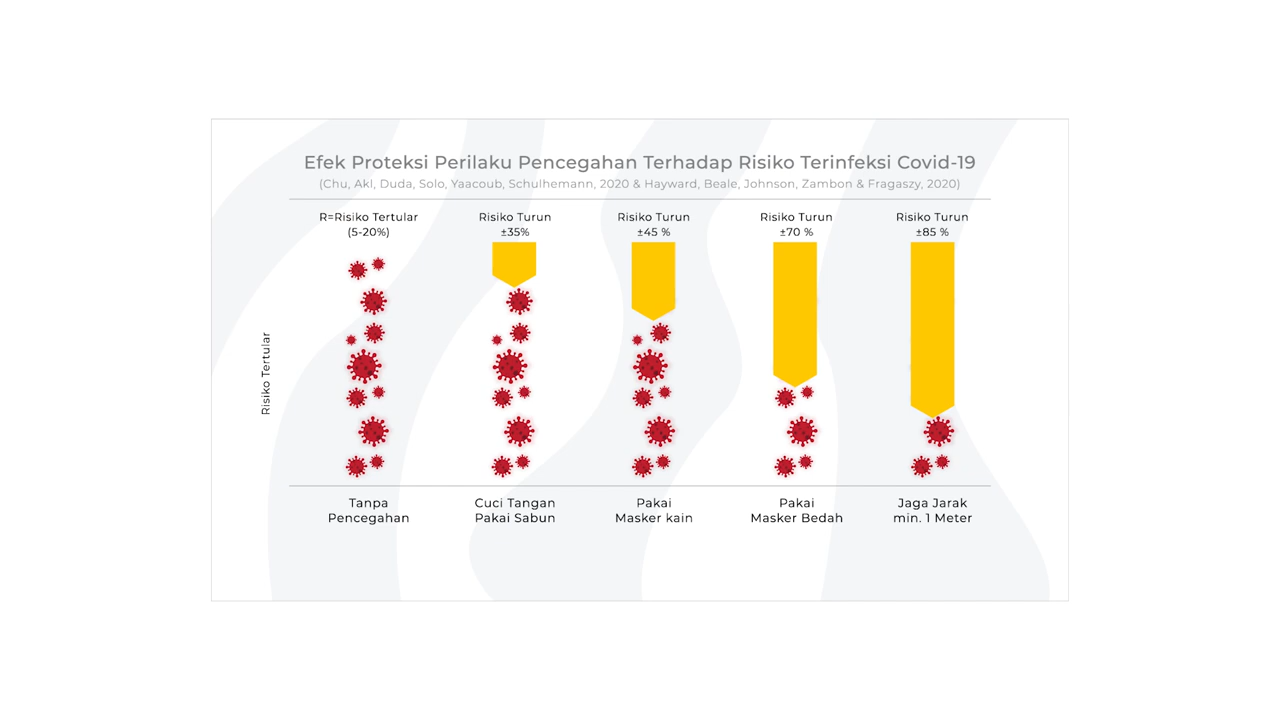 Efek Proteksi Perilaku Pencegahan Terhadap Risiko Terinfeksi Covid-19
(Chu, Akl, Duda, Solo, Yaacoub, Schulhemann, 2020 & Hayward, Beale, Johnson, Zambon & Fragaszy, 2020)
R=Risiko Tertular
(5-20%)
Risiko Turun
±35%
Risiko Turun
±45 %
Risiko Turun
±70 %
Risiko Turun
±85 %
Risiko Tertular
Tanpa
Pencegahan
Cuci Tangan
Pakai Sabun
Pakai
Masker kain
Pakai
Masker Bedah
Jaga Jarak
min. 1 Meter